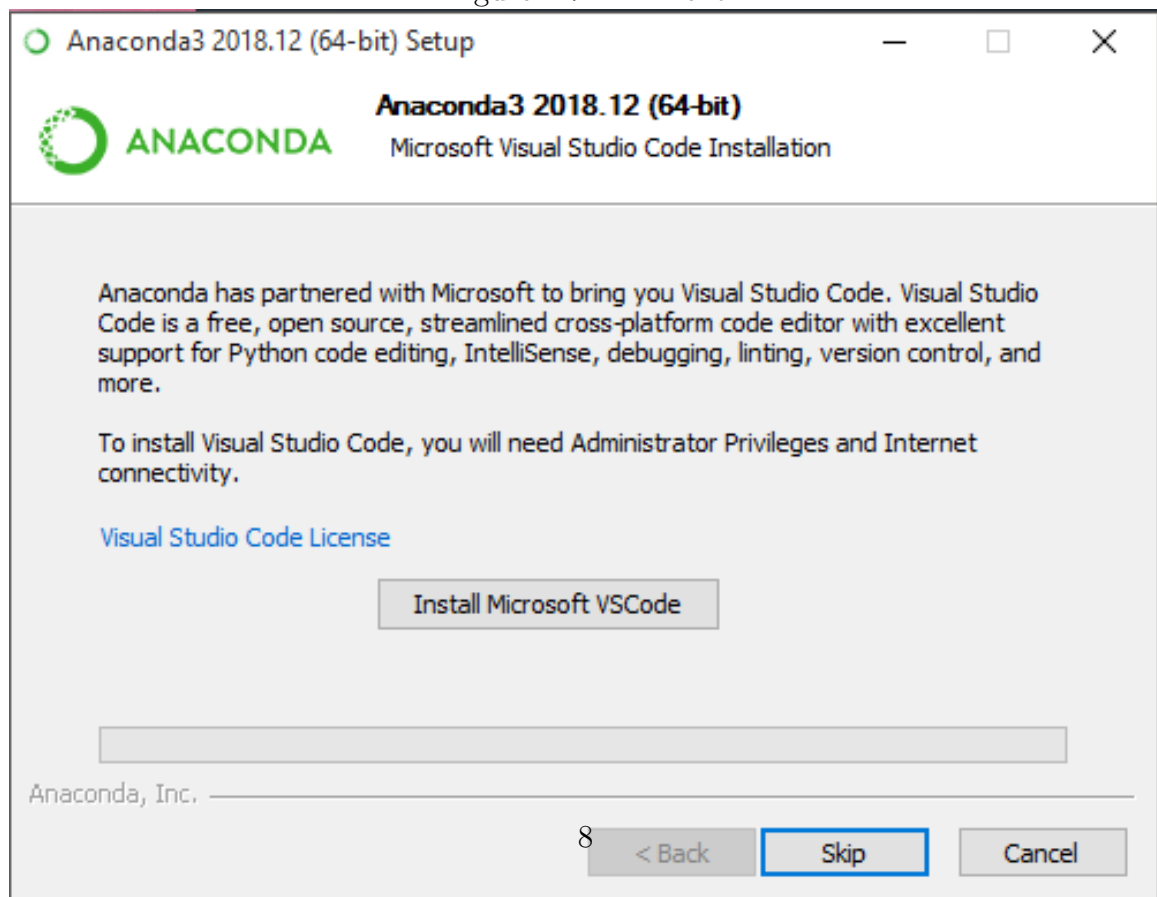 Anaconda3 2018.12 (64-bit) Setup
ANACONDA
Anaconda3 2018.12 (64-bit)
Microsoft Visual Studio Code Installation
Anaconda has partnered with Microsoft to bring you Visual Studio Code. Visual Studio
Code is a free, open source, streamlined cross-platform code editor with excellent
support for Python code editing, IntelliSense, debugging, linting, version control, and
more.
To install Visual Studio Code, you will need Administrator Privileges and Internet
connectivity.
Visual Studio Code License
Install Microsoft VSCode
Anaconda, Inc.
8
< Back
Skip
Cancel